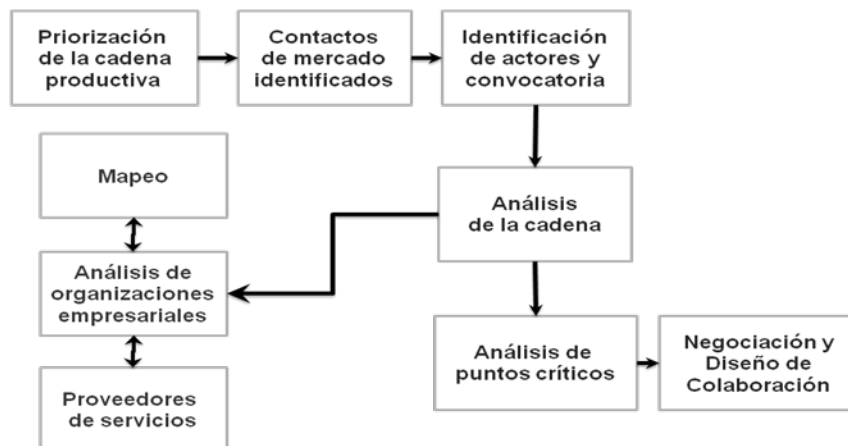 Priorización
de la cadena
productiva
Contactos
de mercado
identificados
Identificación
de actores y
convocatoria
Mapeo
Análisis
de la cadena
Análisis de
organizaciones
empresariales
Análisis de
puntos críticos
Negociación y
Diseño de
Colaboración
Proveedores
de servicios